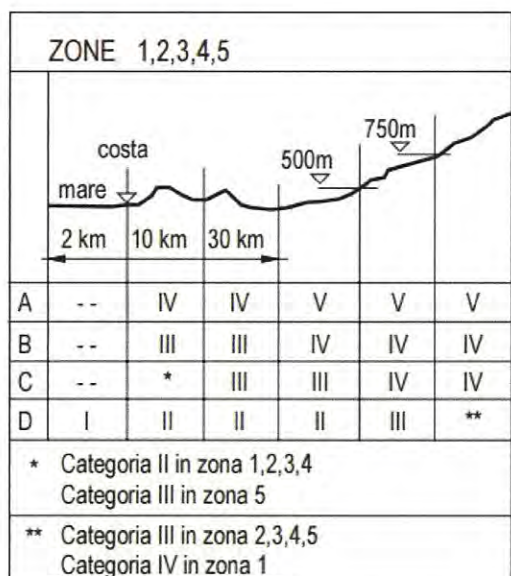 ZONE 1,2,3,4,5
750m
costa
500m
mare
2 km 10 km 30 km
A -- IV IV V V V
B -- III III IV IV IV
C -- * III III IV IV
D I II II II III **
* Categoria II in zona 1,2,3,4
Categoria III in zona 5
** Categoria III in zona 2,3,4,5
Categoria IV in zona 1